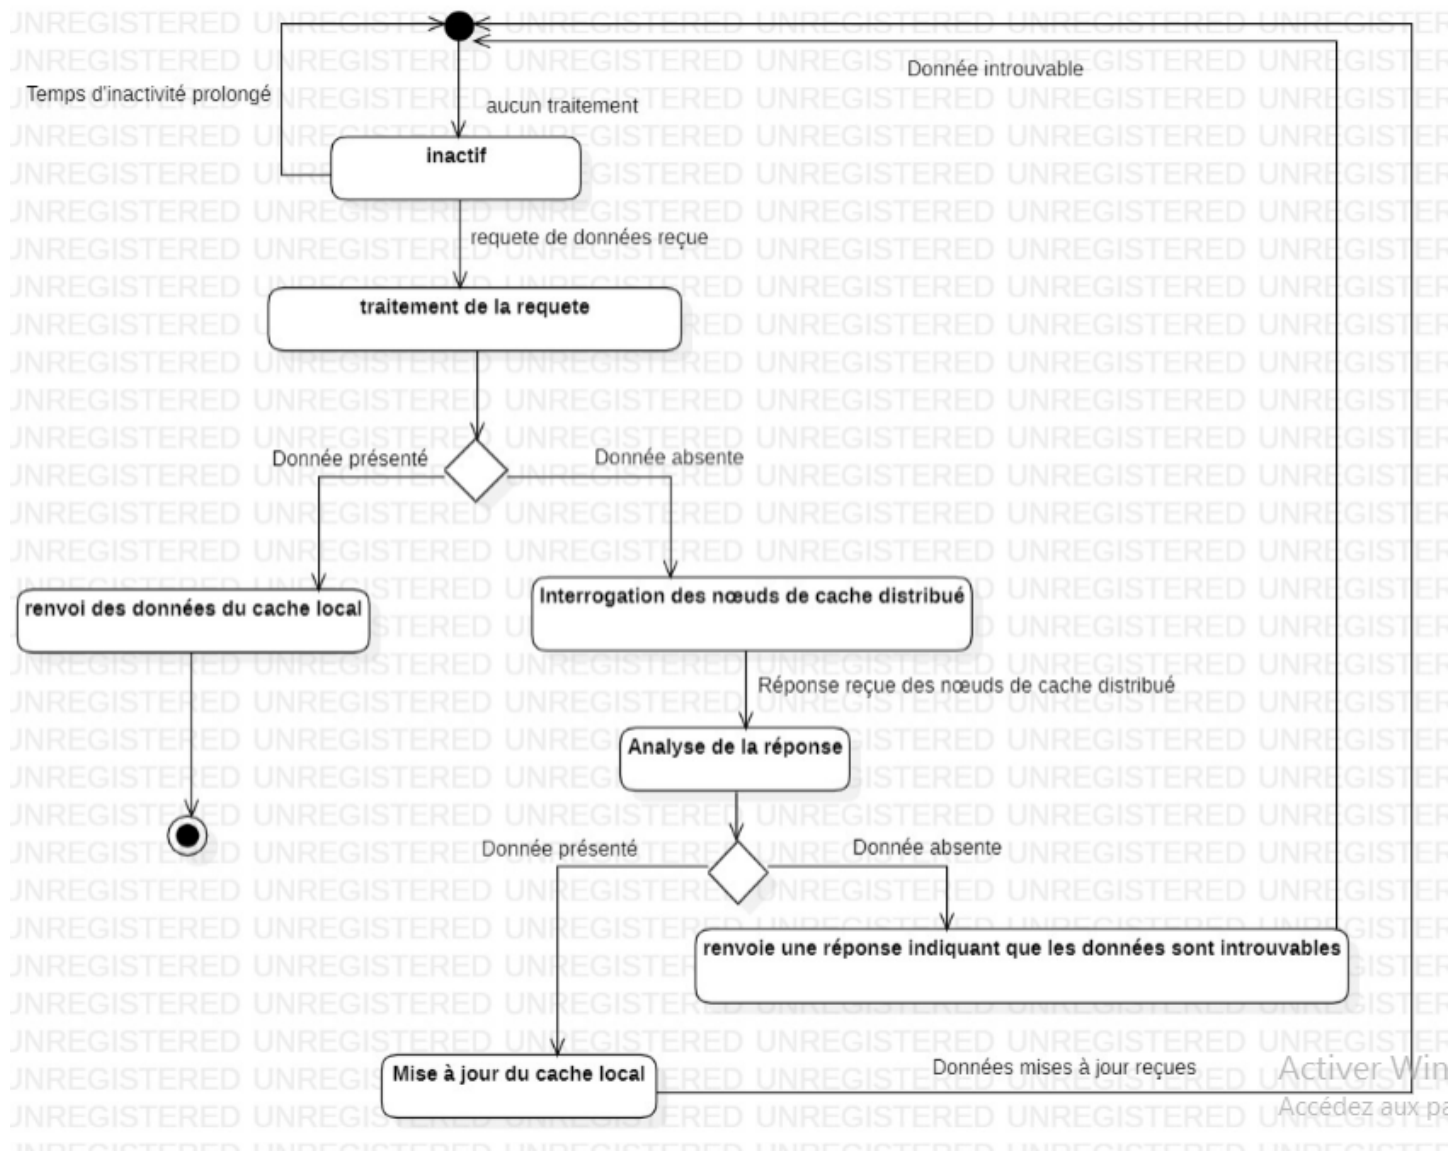 Donnée introuvable
Temps d'inactivité prolongé
aucun traitement
inactif
requete de données reçue
traitement de la requete
Donnée présenté
Donnée absente
renvoi des données du cache local
Interrogation des nœuds de cache distribué
Réponse reçue des nœuds de cache distribué
Analyse de la réponse
Donnée présenté
Donnée absente
renvoie une réponse indiquant que les données sont introuvables
Mise à jour du cache local
Données mises à jour reçues
Activer Win
Accédez aux pa
UNREGISTERED UNREGISTERED UNREGISTERED UNREGISTERED UNREGISTERED